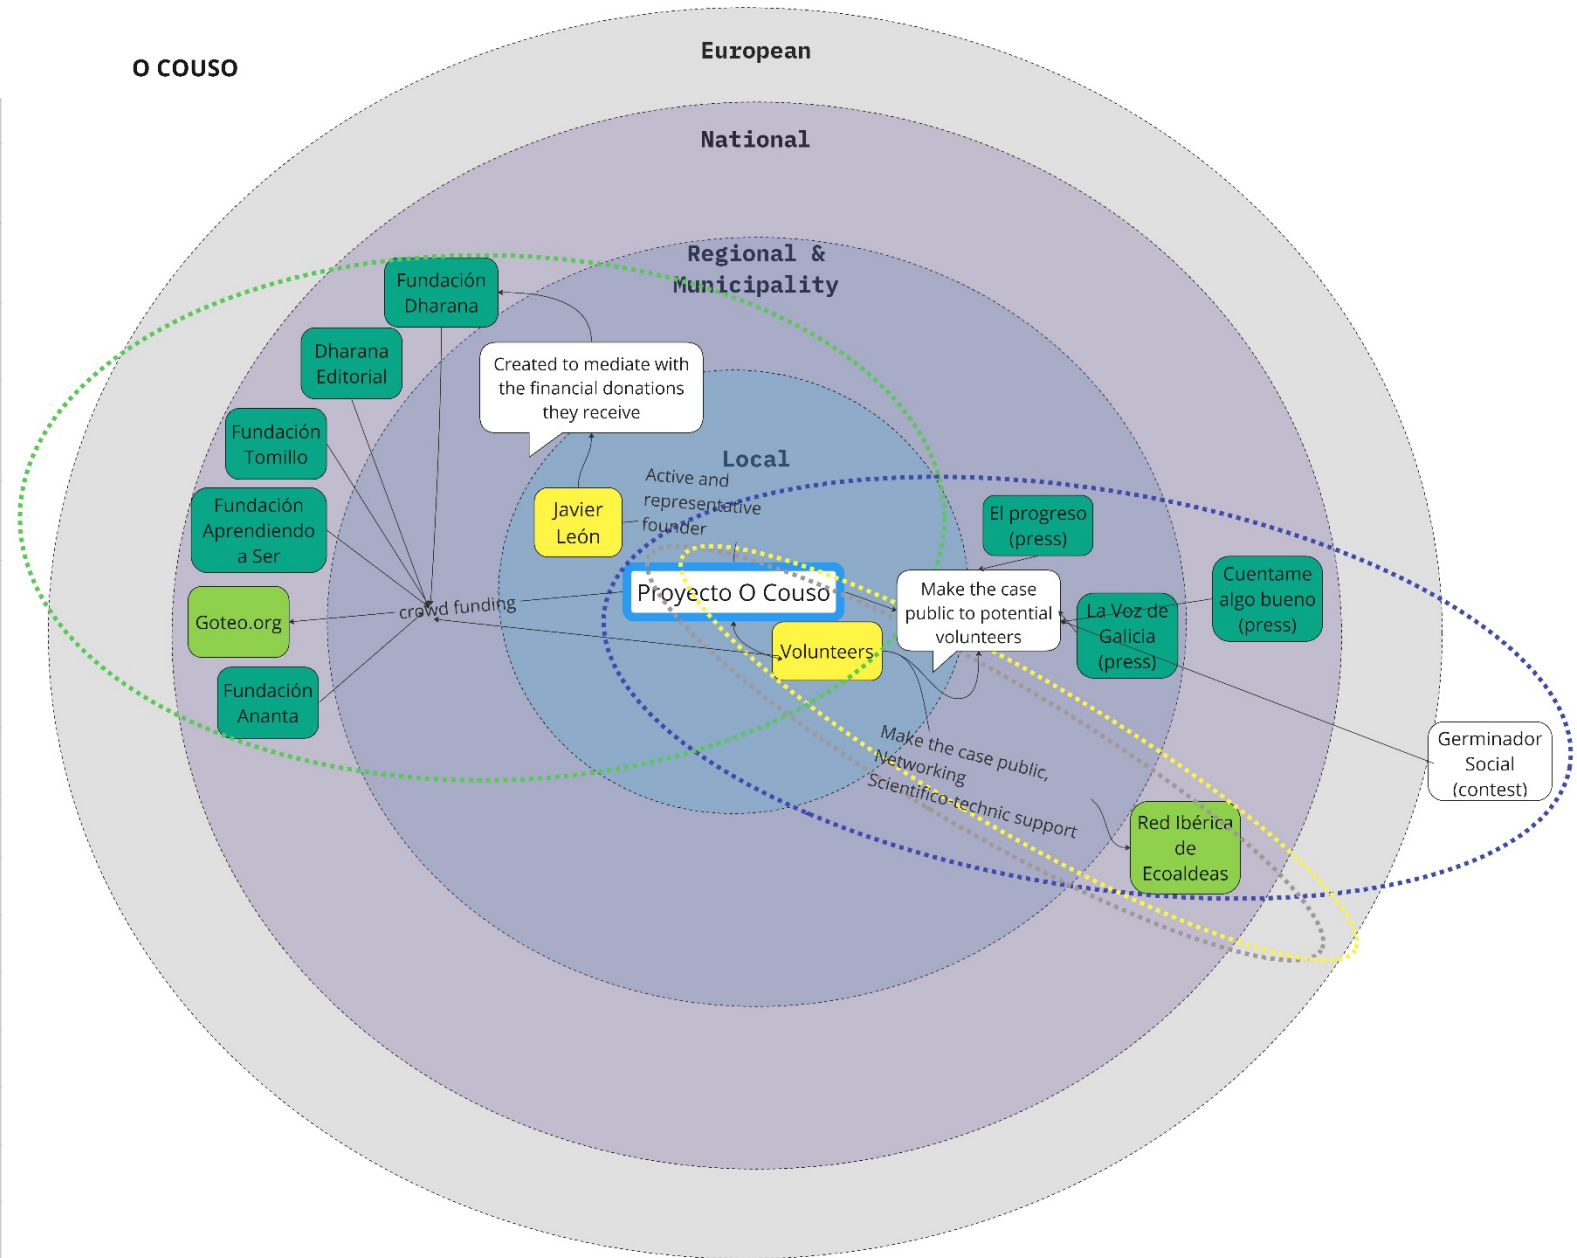 O COUSO
European
National
Regional &
Municipality
Fundación
Dharana
Dharana
Editorial
Created to mediate with
the financial donations
they receive
Fundación
Tomillo
Local
Active and
representative
founder
Javier
León
Fundación
Aprendiendo
a Ser
El progreso
(press)
Cuentame
algo bueno
(press)
Proyecto O Couso
Make the case
public to potential
volunteers
La Voz de
Galicia
(press)
crowd funding
Goteo.org
Volunteers
Fundación
Ananta
Make the case public,
Networking
Scientifico-technic support
Germinador
Social
(contest)
Red Ibérica
de
Ecoaldeas